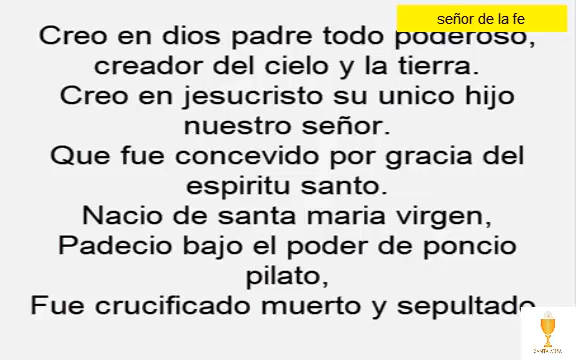 señor de la fe
Creo en dios padre todo poderoso,
creador del cielo y la tierra.
Creo en jesucristo su unico hijo
nuestro señor.
Que fue concevido por gracia del
espiritu santo.
Nacio de santa maria virgen,
Padecio bajo el poder de poncio
pilato,
Fue crucificado muerto y sepultado